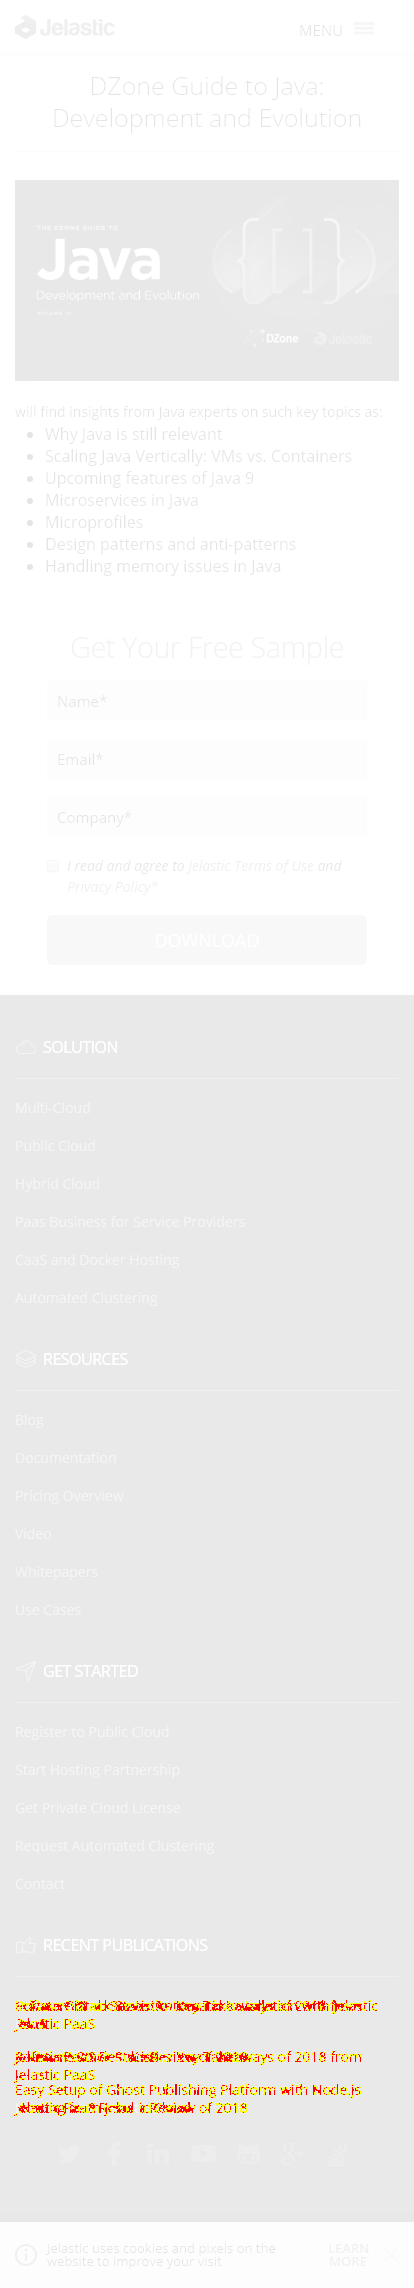 Jelastic
MENU
DZone Guide to Java:
Development and Evolution
THE DZONE GUIDE TO
Java
Development and Evolution
DZone
Jelastic
will find insights from Java experts on such key topics as:
Why Java is still relevant
Scaling Java Vertically: VMs vs. Containers
Upcoming features of Java 9
Microservices in Java
Microprofiles
Design patterns and anti-patterns
Handling memory issues in Java
Get Your Free Sample
Name*
Email*
Company*
I read and agree to Jelastic Terms of Use and
Privacy Policy*
DOWNLOAD
SOLUTION
Multi-Cloud
Public Cloud
Hybrid Cloud
Paas Business for Service Providers
CaaS and Docker Hosting
Automated Clustering
RESOURCES
Blog
Documentation
Pricing Overview
Video
Whitepapers
Use Cases
GET STARTED
Register to Public Cloud
Start Hosting Partnership
Get Private Cloud License
Request Automated Clustering
Contact
RECENT PUBLICATIONS
with Jelastic
PaaS
of 2018 from
Jelastic PaaS
Easy Setup of Ghost Publishing Platform with Node.js
of 2018
Jelastic uses cookies and pixels on the
website to improve your visit
LEARN
MORE